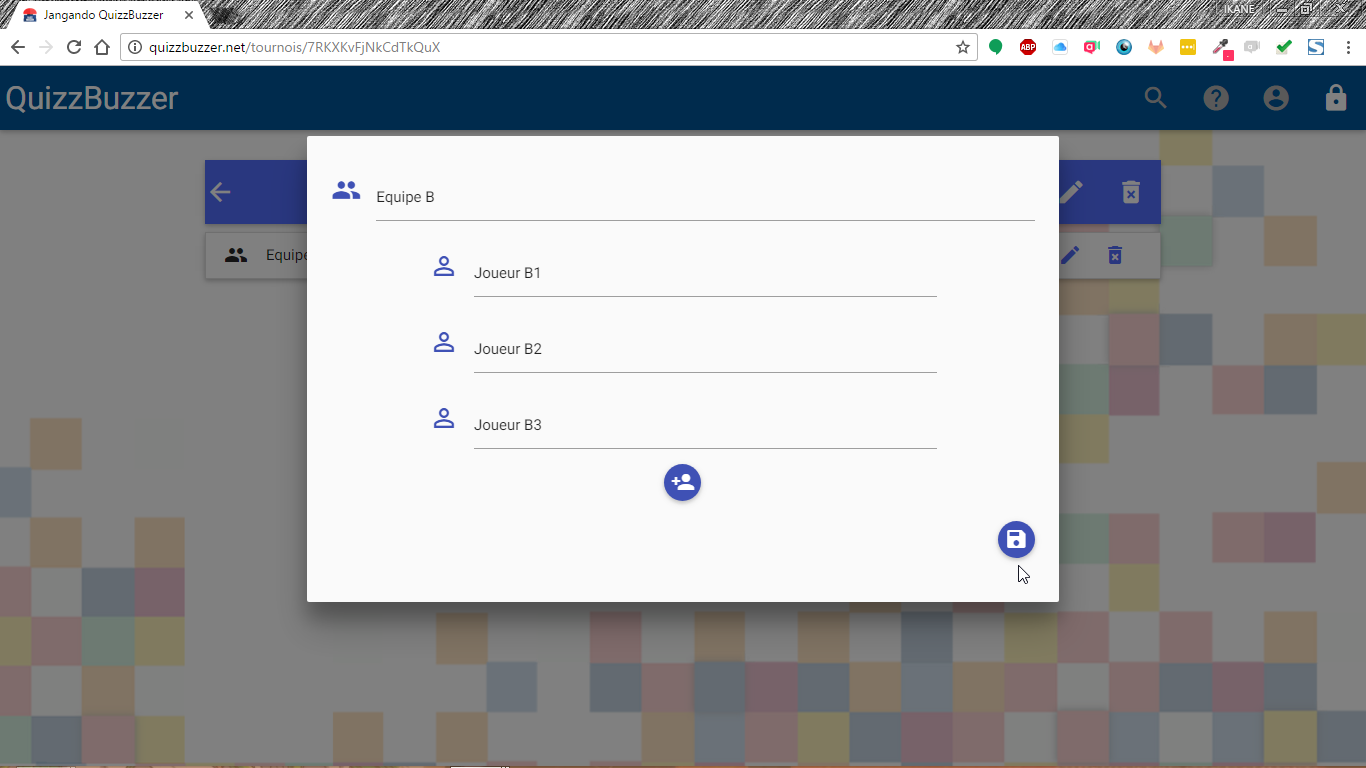 Jangando QuizzBuzzer
IKANE
quizzbuzzer.net/tournois/7RKXKvFjNkCdTkQuX
ABP
QuizzBuzzer
Equipe B
Equipe
Joueur B1
Joueur B2
Joueur B3